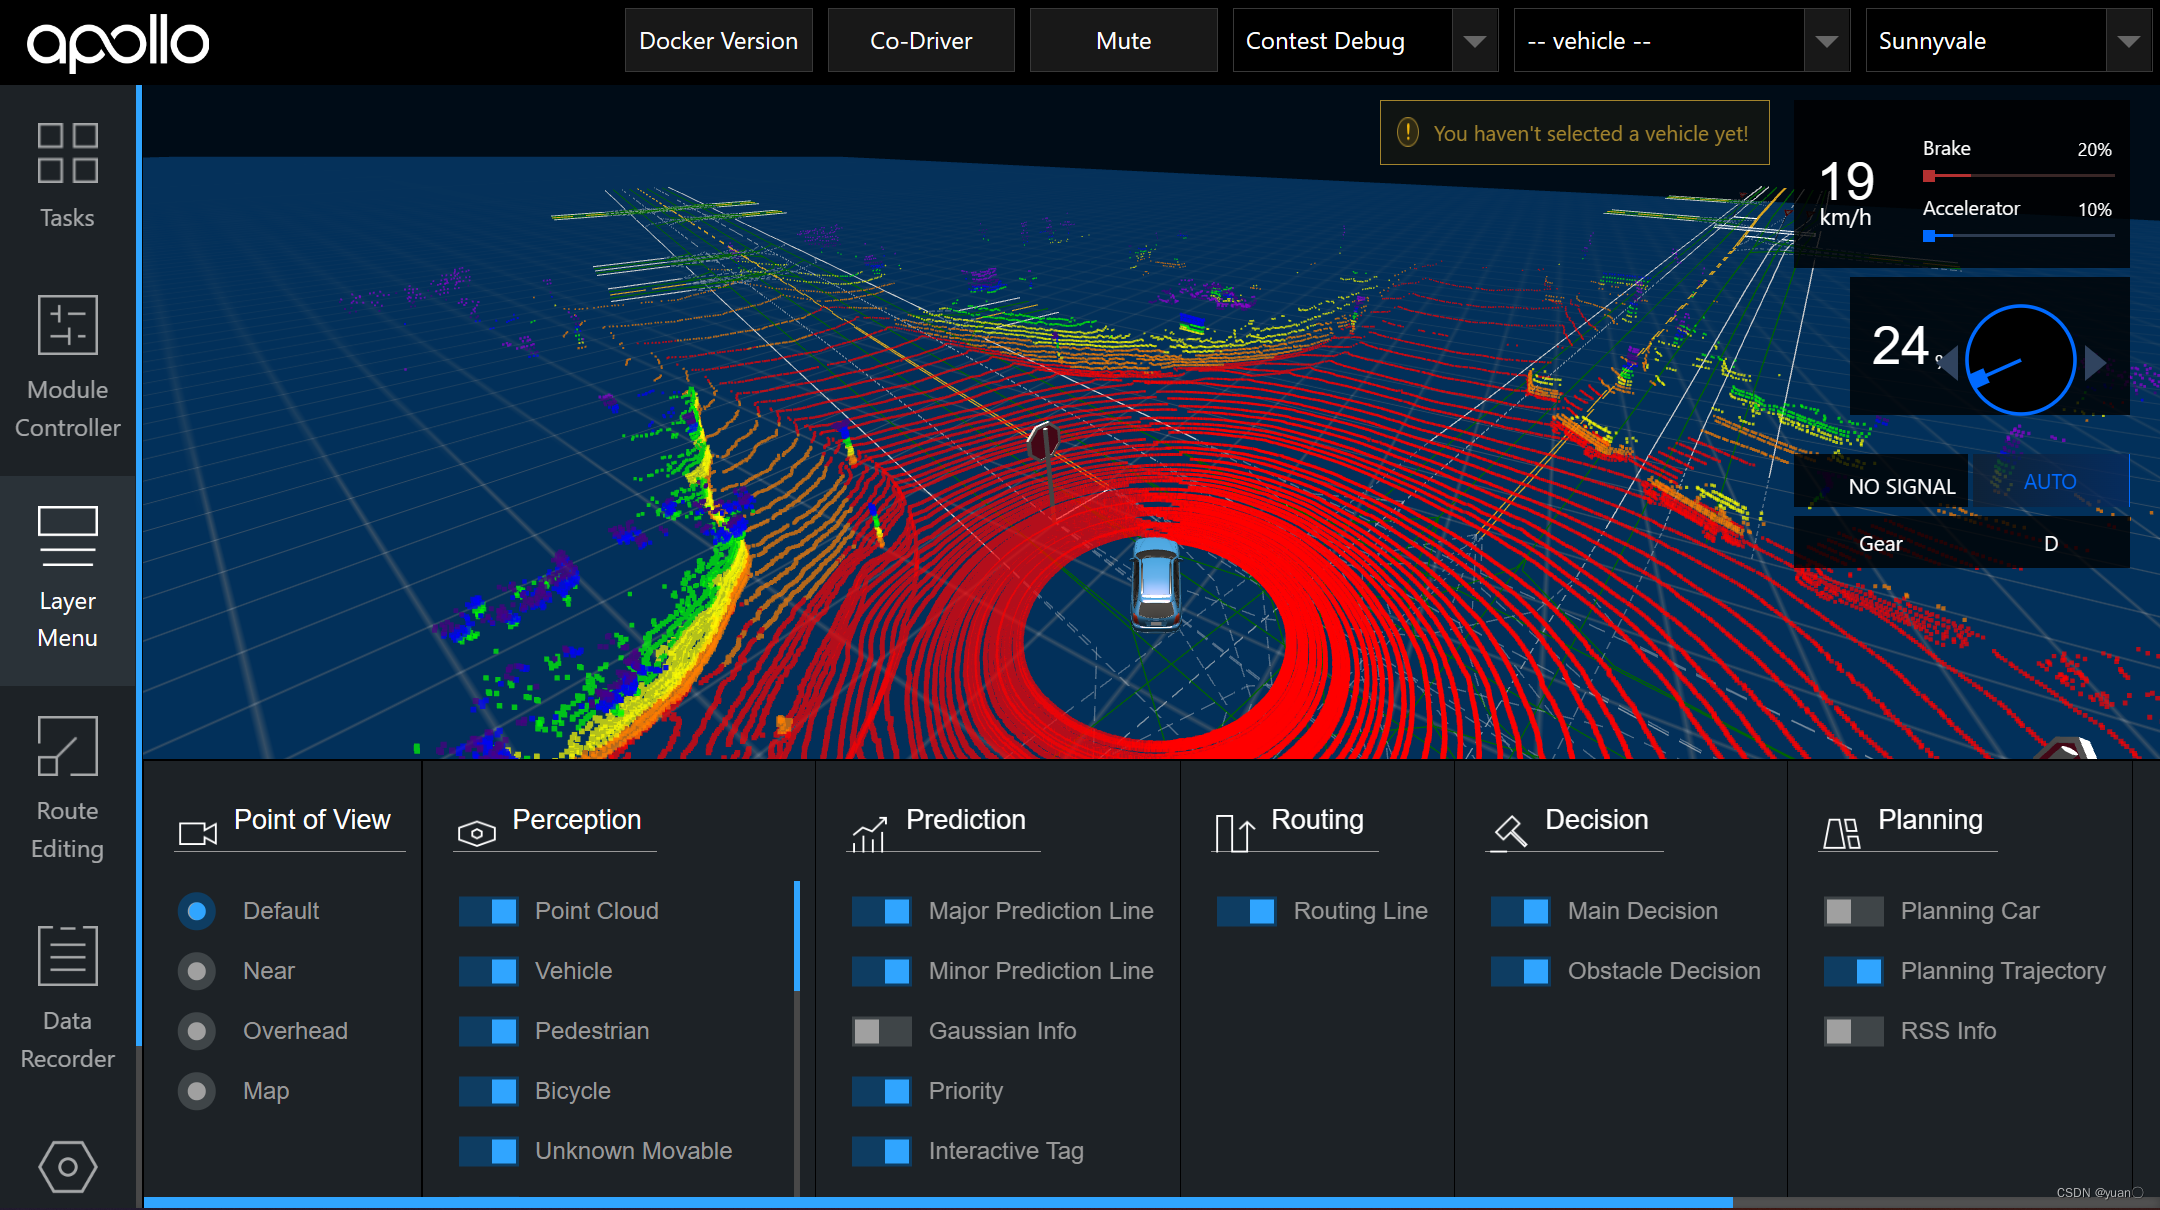 apollo
Docker Version
Co-Driver
Mute
Contest Debug
-- vehicle --
Sunnyvale
Tasks
Module
Controller
Layer
Menu
Route
Editing
Data
Recorder
You haven't selected a vehicle yet!
19
km/h
Brake 20%
Accelerator 10%
24
NO SIGNAL
AUTO
Gear D
Point of View
Default
Near
Overhead
Map
Perception
Point Cloud
Vehicle
Pedestrian
Bicycle
Unknown Movable
Prediction
Major Prediction Line
Minor Prediction Line
Gaussian Info
Priority
Interactive Tag
Routing
Routing Line
Decision
Main Decision
Obstacle Decision
Planning
Planning Car
Planning Trajectory
RSS Info
CSDN @yuan〇